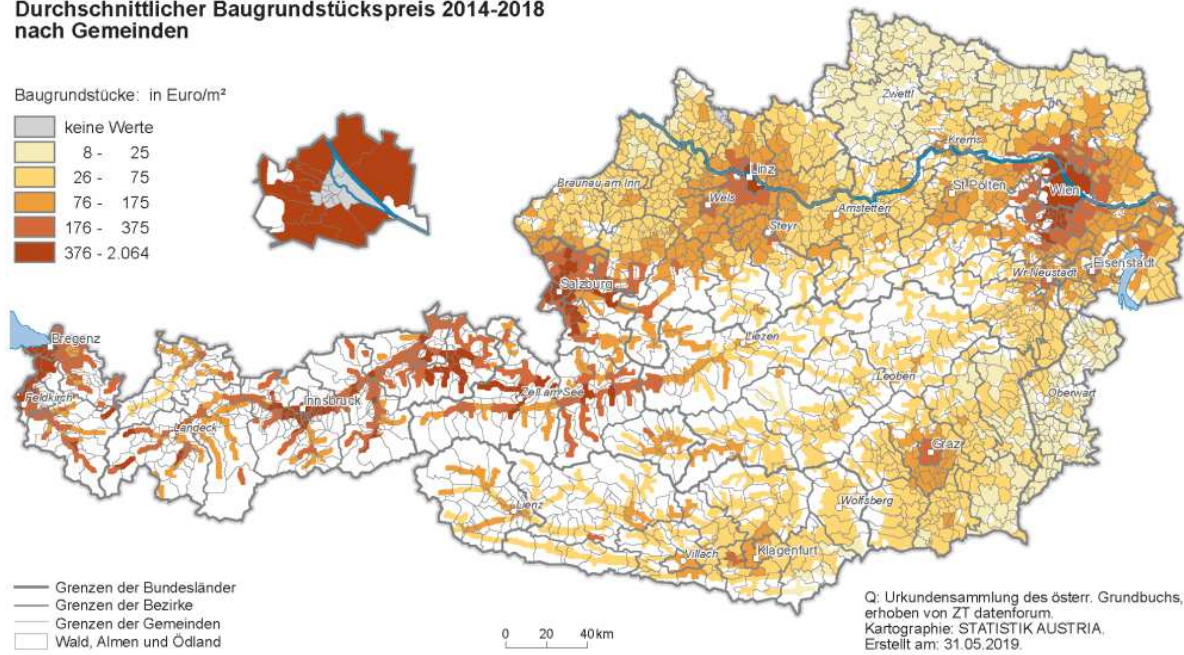 Durchschnittlicher Baugrundstückspreis 2014-2018
nach Gemeinden
Baugrundstücke: in Euro/m²
keine Werte
8 - 25
26 - 75
76 - 175
176 - 375
376 - 2.064
Zwettl
Krems
Linz
Braunau am Inn
St.Pölten
Wien
Wels
Amstetten
Steyr
Eisenstadt
Wr.Neustadt
Salzburg
Bregenz
Liezen
Leoben
Zell am See
Feldkirch
Innsbruck
Oberwart
Landeck
Graz
Wolfsberg
Lienz
Villach
Klagenfurt
Grenzen der Bundesländer
Grenzen der Bezirke
Grenzen der Gemeinden
Wald, Almen und Ödland
0 20 40 km
Q: Urkundensammlung des österr. Grundbuchs,
erhoben von ZT datenforum.
Kartographie: STATISTIK AUSTRIA.
Erstellt am: 31.05.2019.